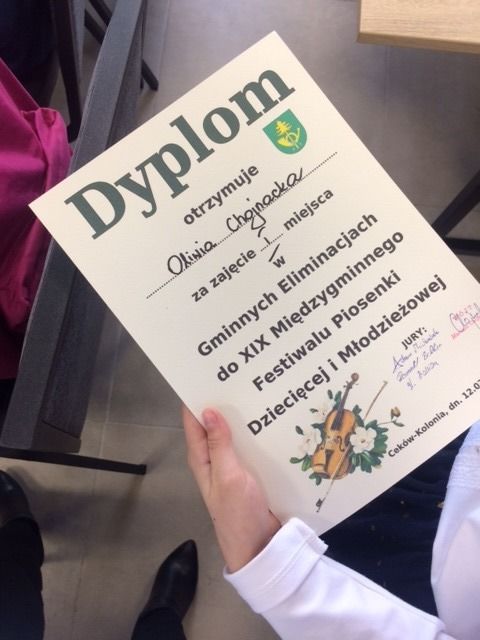 Dyplom
otrzymuje
Oliwia Chojnacka
za zajęcie I miejsca
w
Gminnych Eliminacjach
do XIX Międzygminnego
Festiwalu Piosenki
Dziecięcej i Młodzieżowej
JURY:
Ceków-Kolonia, dn. 12.0